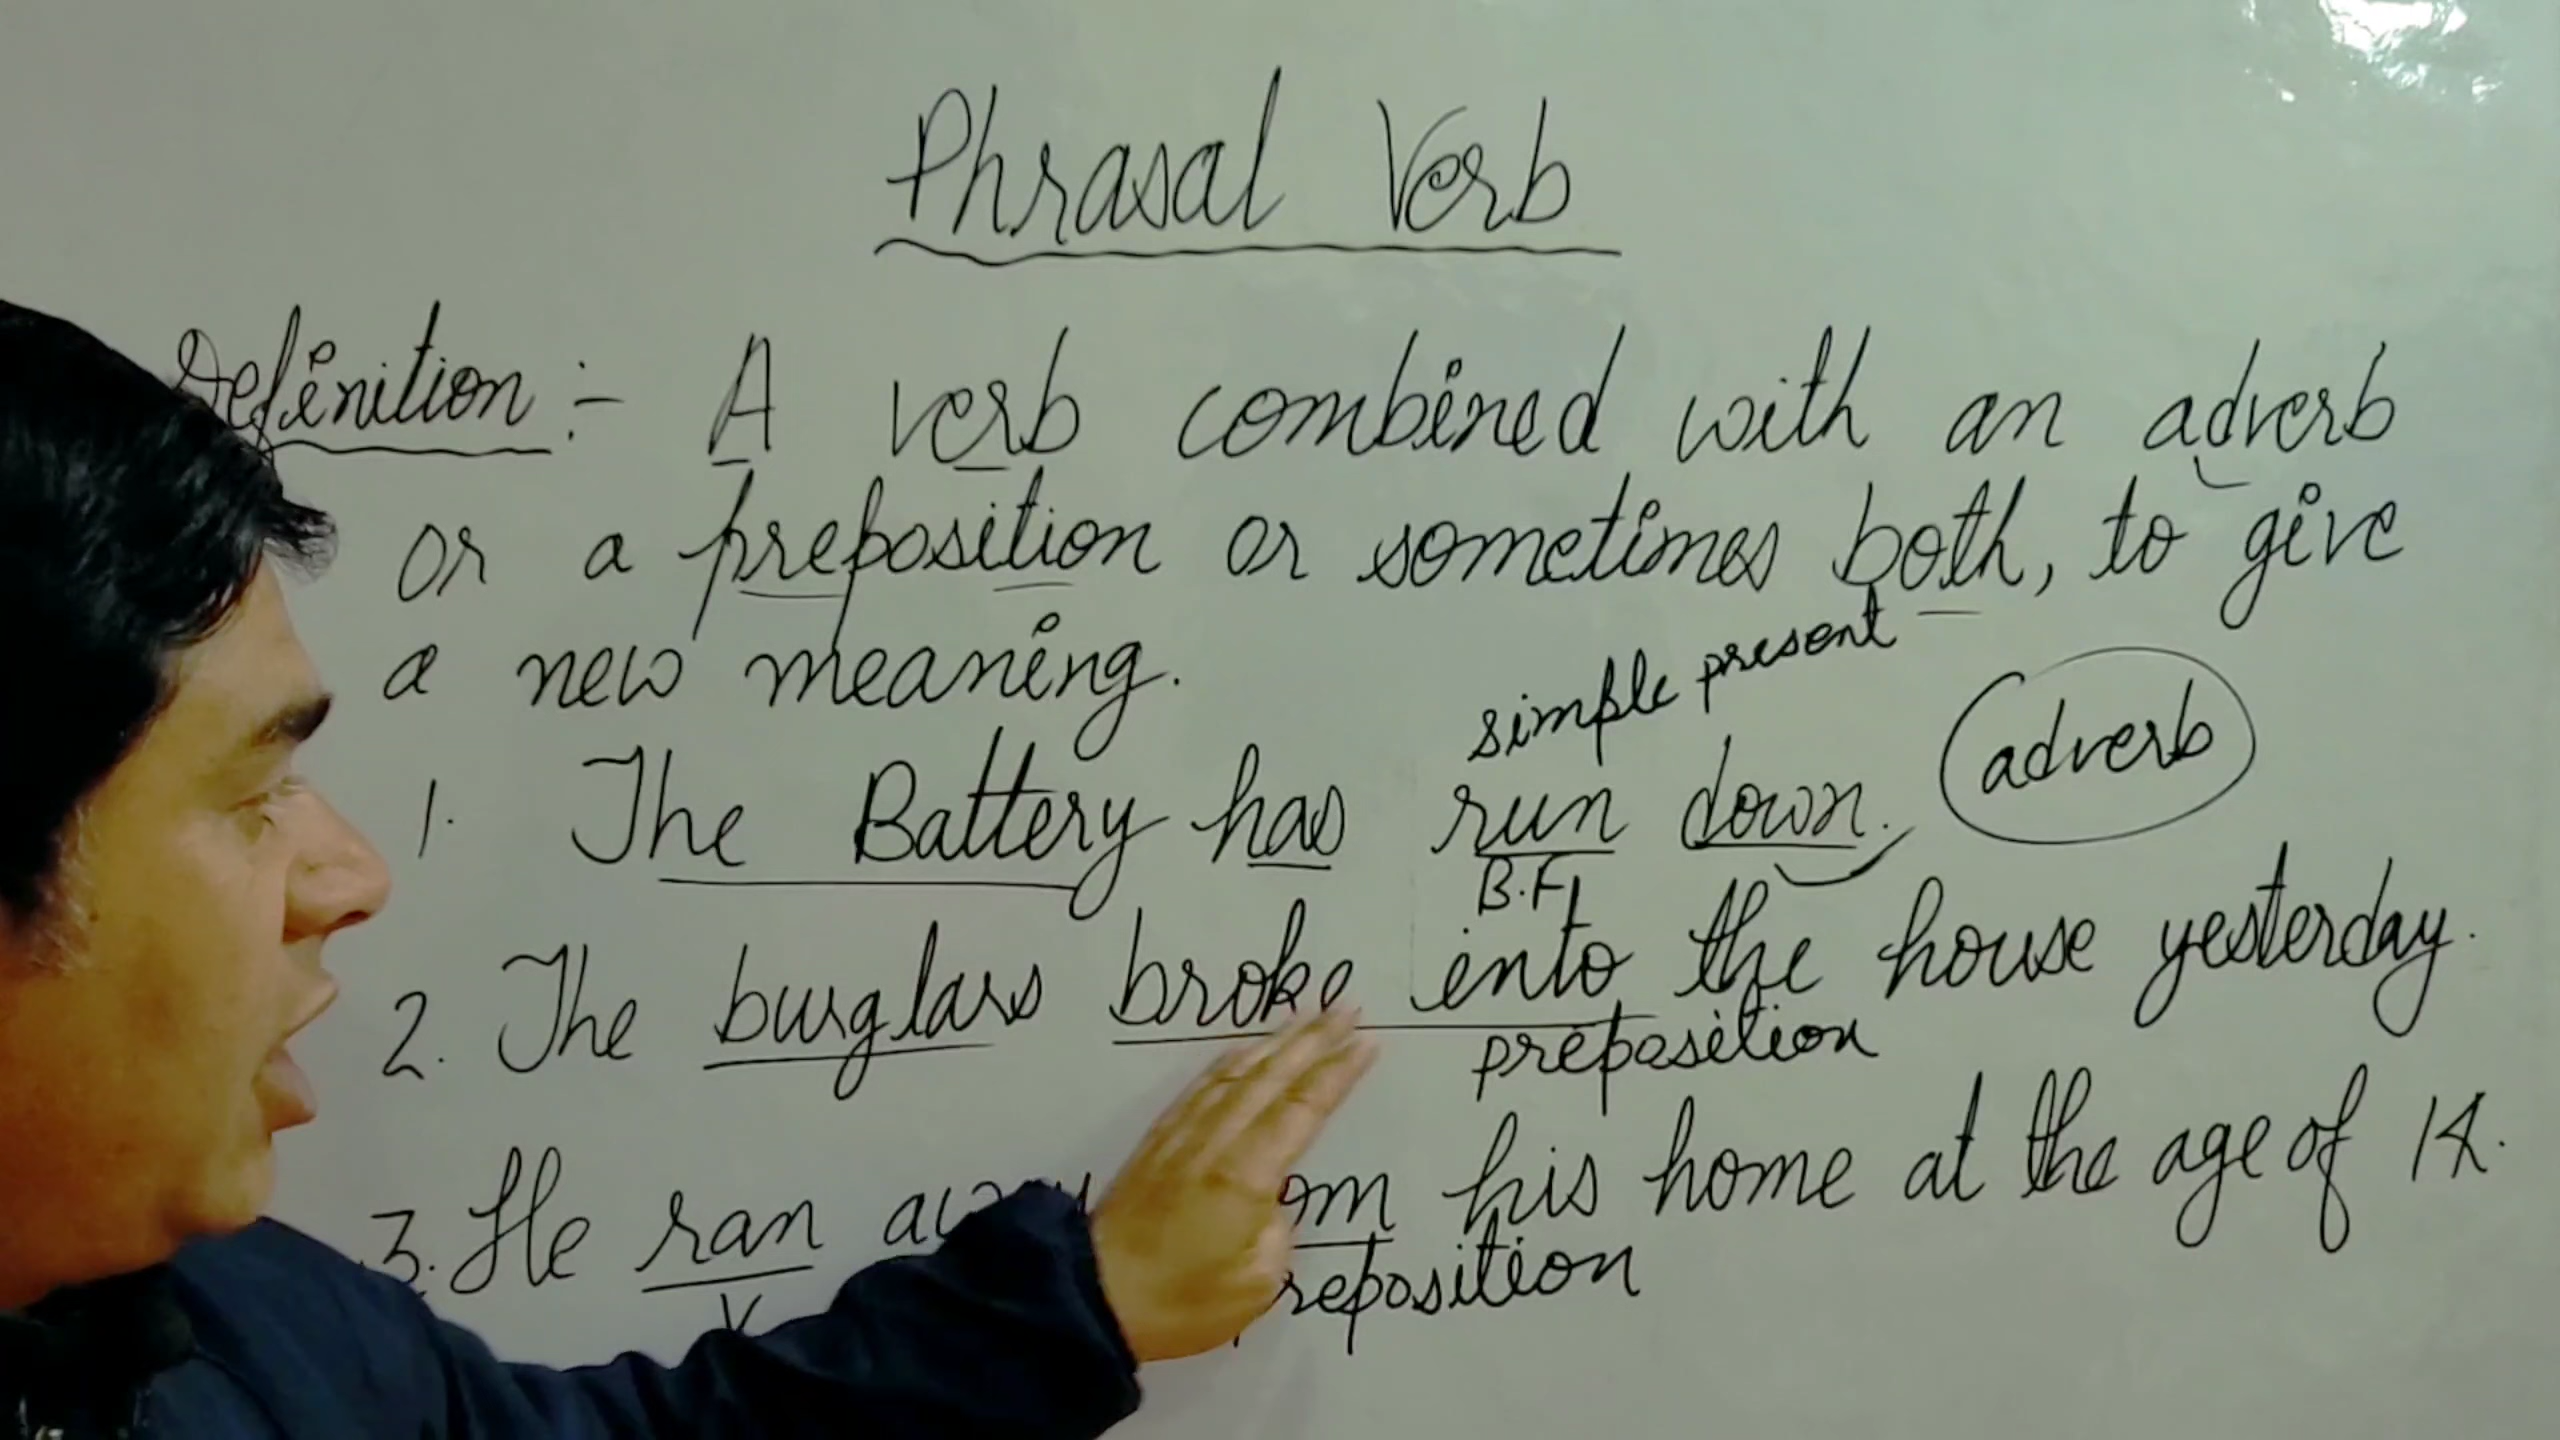 Phrasal Verb
Definition :- A verb combined with an adverb
or a preposition or sometimes both, to give
a new meaning.
simple present
1. The Battery has run down. adverb
B.F
2. The burglars broke into the house yesterday.
preposition
3. He ran his home at the age of 14.
V